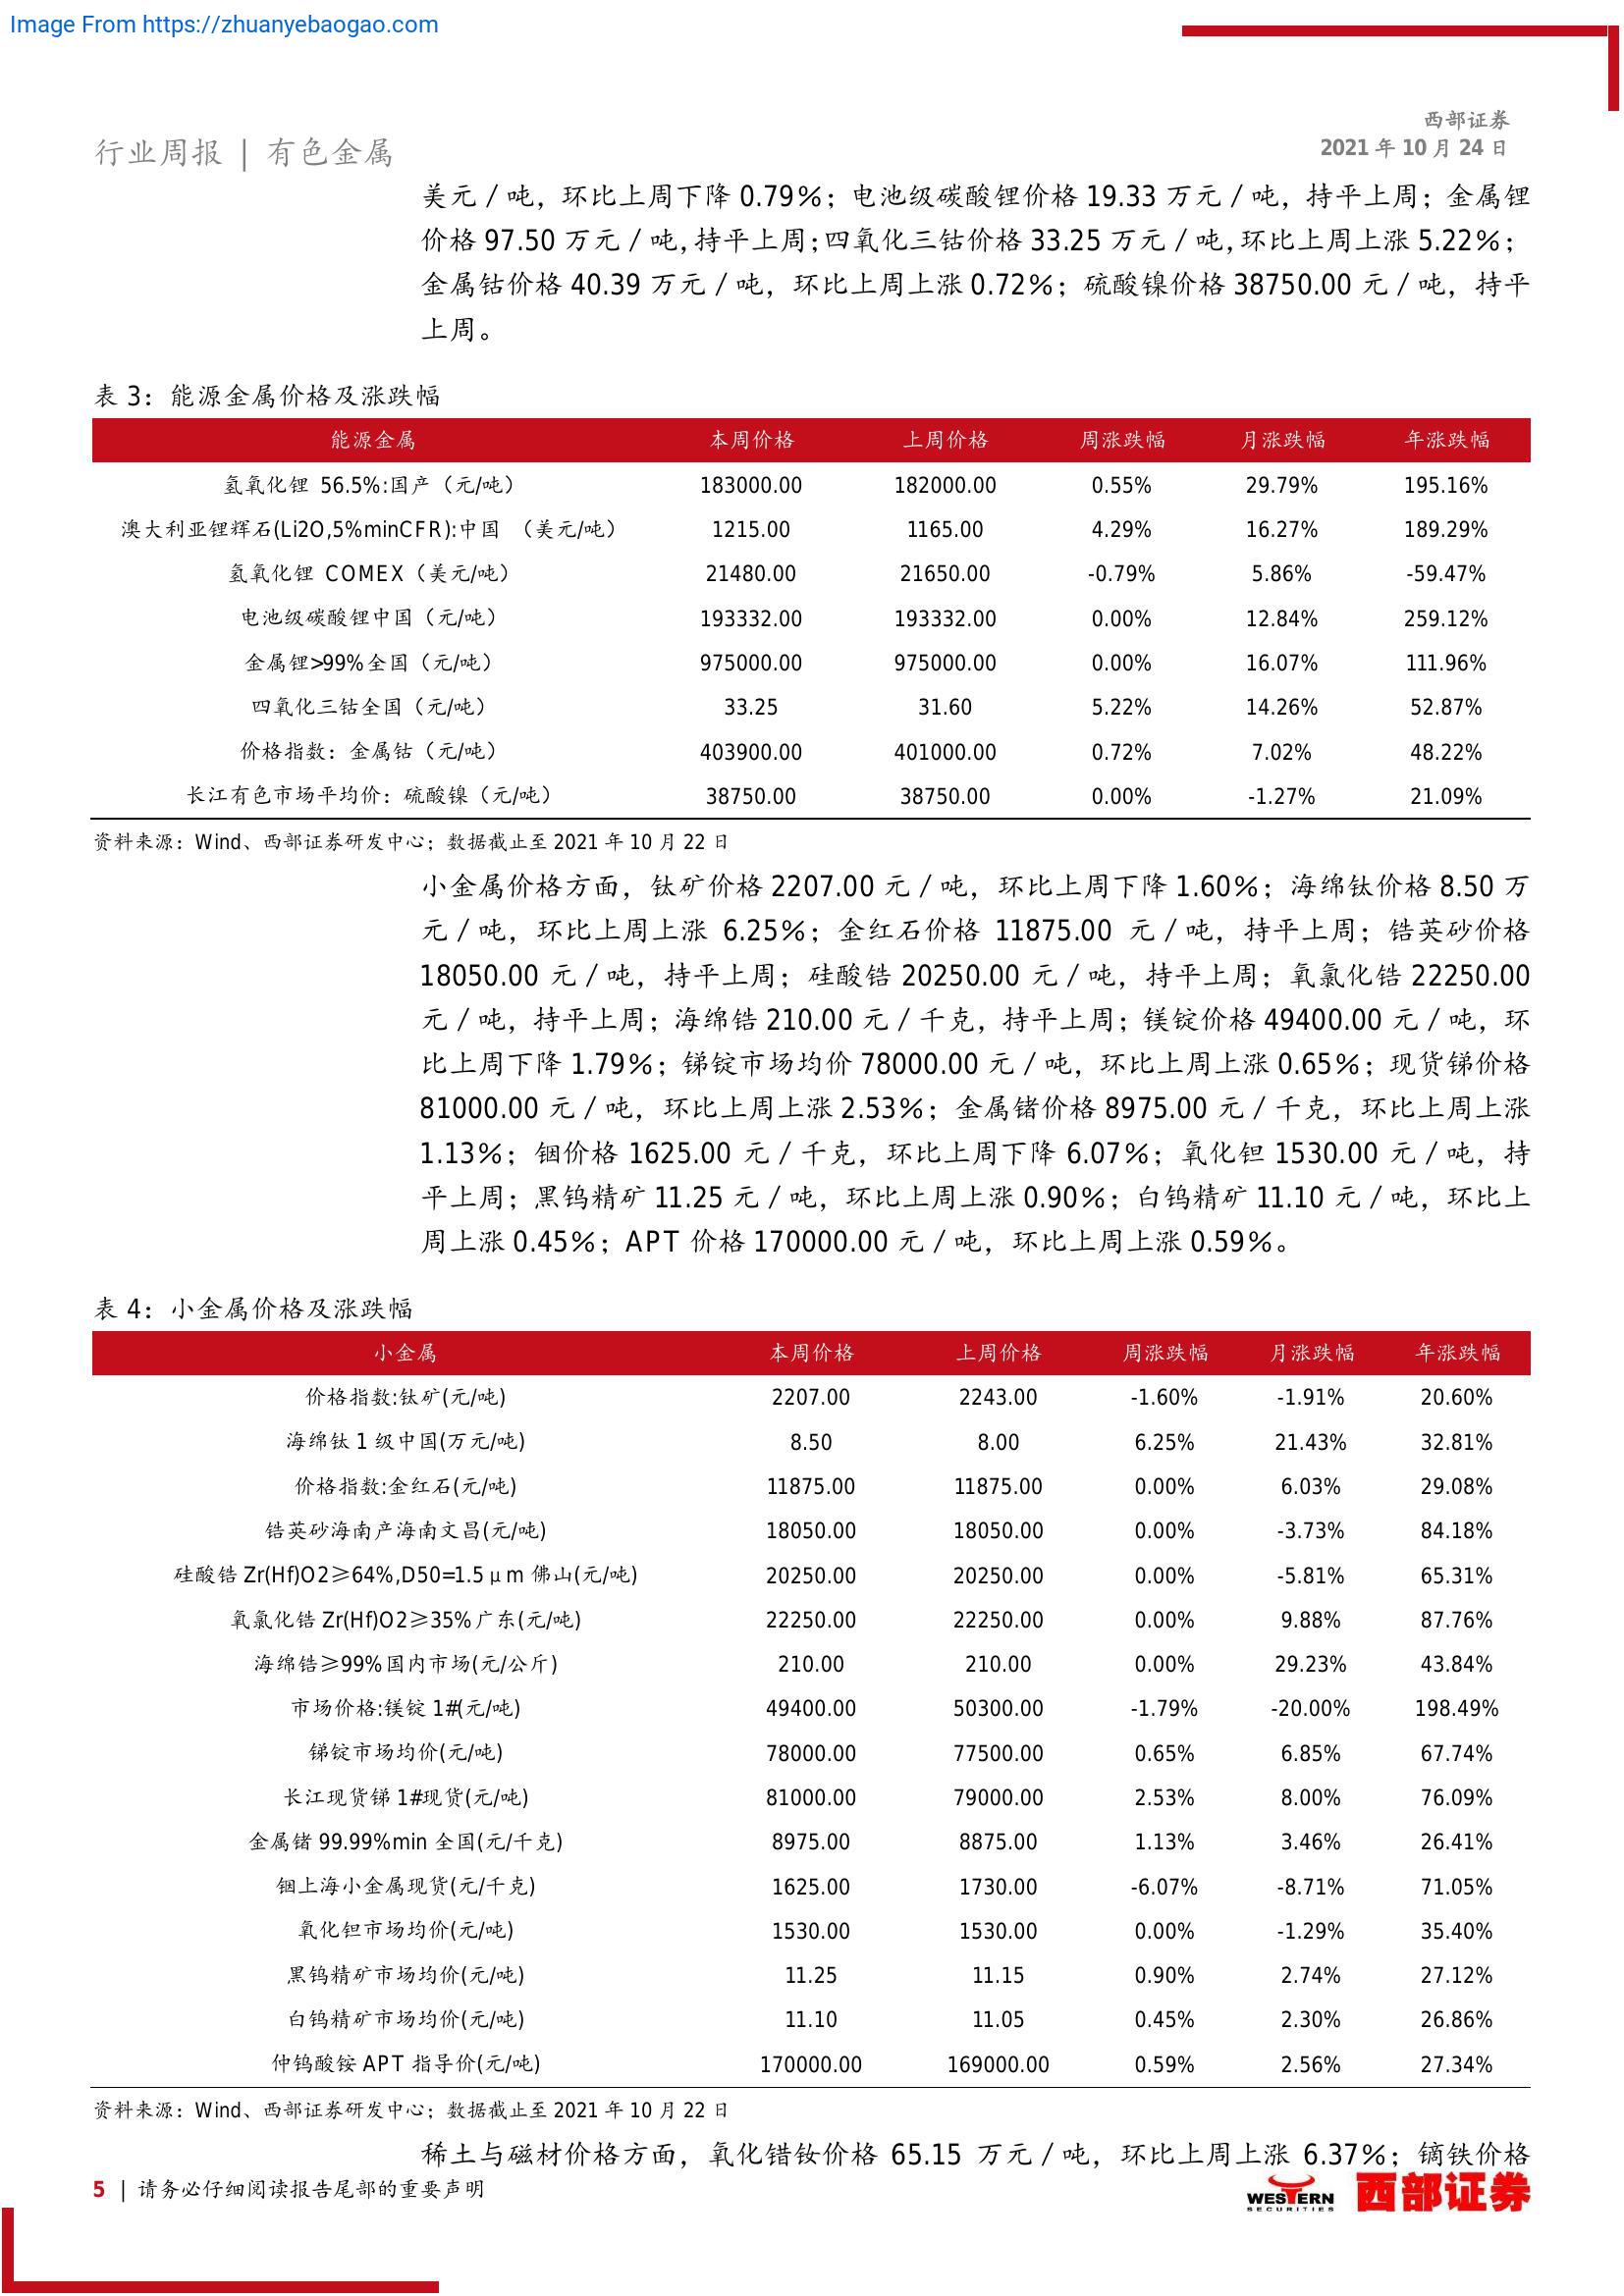 Image From https://zhuanyebaogao.com
西部证券
行业周报 | 有色金属
2021 年 10 月 24 日
美元／吨，环比上周下降 0.79%；电池级碳酸锂价格 19.33 万元／吨，持平上周；金属锂
价格 97.50 万元／吨,持平上周;四氧化三钴价格 33.25 万元／吨,环比上周上涨 5.22%；
金属钴价格 40.39 万元／吨，环比上周上涨 0.72%；硫酸镍价格 38750.00 元／吨，持平
上周。
表 3：能源金属价格及涨跌幅
能源金属 本周价格 上周价格 周涨跌幅 月涨跌幅 年涨跌幅
氢氧化锂 56.5%:国产（元/吨） 183000.00 182000.00 0.55% 29.79% 195.16%
澳大利亚锂辉石(Li2O,5%minCFR):中国 （美元/吨） 1215.00 1165.00 4.29% 16.27% 189.29%
氢氧化锂 COMEX（美元/吨） 21480.00 21650.00 -0.79% 5.86% -59.47%
电池级碳酸锂中国（元/吨） 193332.00 193332.00 0.00% 12.84% 259.12%
金属锂>99%全国（元/吨） 975000.00 975000.00 0.00% 16.07% 111.96%
四氧化三钴全国（元/吨） 33.25 31.60 5.22% 14.26% 52.87%
价格指数：金属钴（元/吨） 403900.00 401000.00 0.72% 7.02% 48.22%
长江有色市场平均价：硫酸镍（元/吨） 38750.00 38750.00 0.00% -1.27% 21.09%
资料来源：Wind、西部证券研发中心；数据截止至 2021 年 10 月 22 日
小金属价格方面，钛矿价格 2207.00 元／吨，环比上周下降 1.60%；海绵钛价格 8.50 万
元／吨，环比上周上涨 6.25%；金红石价格 11875.00 元／吨，持平上周；锆英砂价格
18050.00 元／吨，持平上周；硅酸锆 20250.00 元／吨，持平上周；氧氯化锆 22250.00
元／吨，持平上周；海绵锆 210.00 元／千克，持平上周；镁锭价格 49400.00 元／吨，环
比上周下降 1.79%；锑锭市场均价 78000.00 元／吨，环比上周上涨 0.65%；现货锑价格
81000.00 元／吨，环比上周上涨 2.53%；金属锗价格 8975.00 元／千克，环比上周上涨
1.13%；铟价格 1625.00 元／千克，环比上周下降 6.07%；氧化钽 1530.00 元／吨，持
平上周；黑钨精矿 11.25 元／吨，环比上周上涨 0.90%；白钨精矿 11.10 元／吨，环比上
周上涨 0.45%；APT 价格 170000.00 元／吨，环比上周上涨 0.59%。
表 4：小金属价格及涨跌幅
小金属 本周价格 上周价格 周涨跌幅 月涨跌幅 年涨跌幅
价格指数:钛矿(元/吨) 2207.00 2243.00 -1.60% -1.91% 20.60%
海绵钛 1 级中国(万元/吨) 8.50 8.00 6.25% 21.43% 32.81%
价格指数:金红石(元/吨) 11875.00 11875.00 0.00% 6.03% 29.08%
锆英砂海南产海南文昌(元/吨) 18050.00 18050.00 0.00% -3.73% 84.18%
硅酸锆 Zr(Hf)O2≥64%,D50=1.5μm 佛山(元/吨) 20250.00 20250.00 0.00% -5.81% 65.31%
氧氯化锆 Zr(Hf)O2≥35%广东(元/吨) 22250.00 22250.00 0.00% 9.88% 87.76%
海绵锆≥99%国内市场(元/公斤) 210.00 210.00 0.00% 29.23% 43.84%
市场价格:镁锭 1#(元/吨) 49400.00 50300.00 -1.79% -20.00% 198.49%
锑锭市场均价(元/吨) 78000.00 77500.00 0.65% 6.85% 67.74%
长江现货锑 1#现货(元/吨) 81000.00 79000.00 2.53% 8.00% 76.09%
金属锗 99.99%min 全国(元/千克) 8975.00 8875.00 1.13% 3.46% 26.41%
铟上海小金属现货(元/千克) 1625.00 1730.00 -6.07% -8.71% 71.05%
氧化钽市场均价(元/吨) 1530.00 1530.00 0.00% -1.29% 35.40%
黑钨精矿市场均价(元/吨) 11.25 11.15 0.90% 2.74% 27.12%
白钨精矿市场均价(元/吨) 11.10 11.05 0.45% 2.30% 26.86%
仲钨酸铵 APT 指导价(元/吨) 170000.00 169000.00 0.59% 2.56% 27.34%
资料来源：Wind、西部证券研发中心；数据截止至 2021 年 10 月 22 日
稀土与磁材价格方面，氧化镨钕价格 65.15 万元／吨，环比上周上涨 6.37%；镝铁价格
5 | 请务必仔细阅读报告尾部的重要声明
WESTERN SECURITIES 西部证券